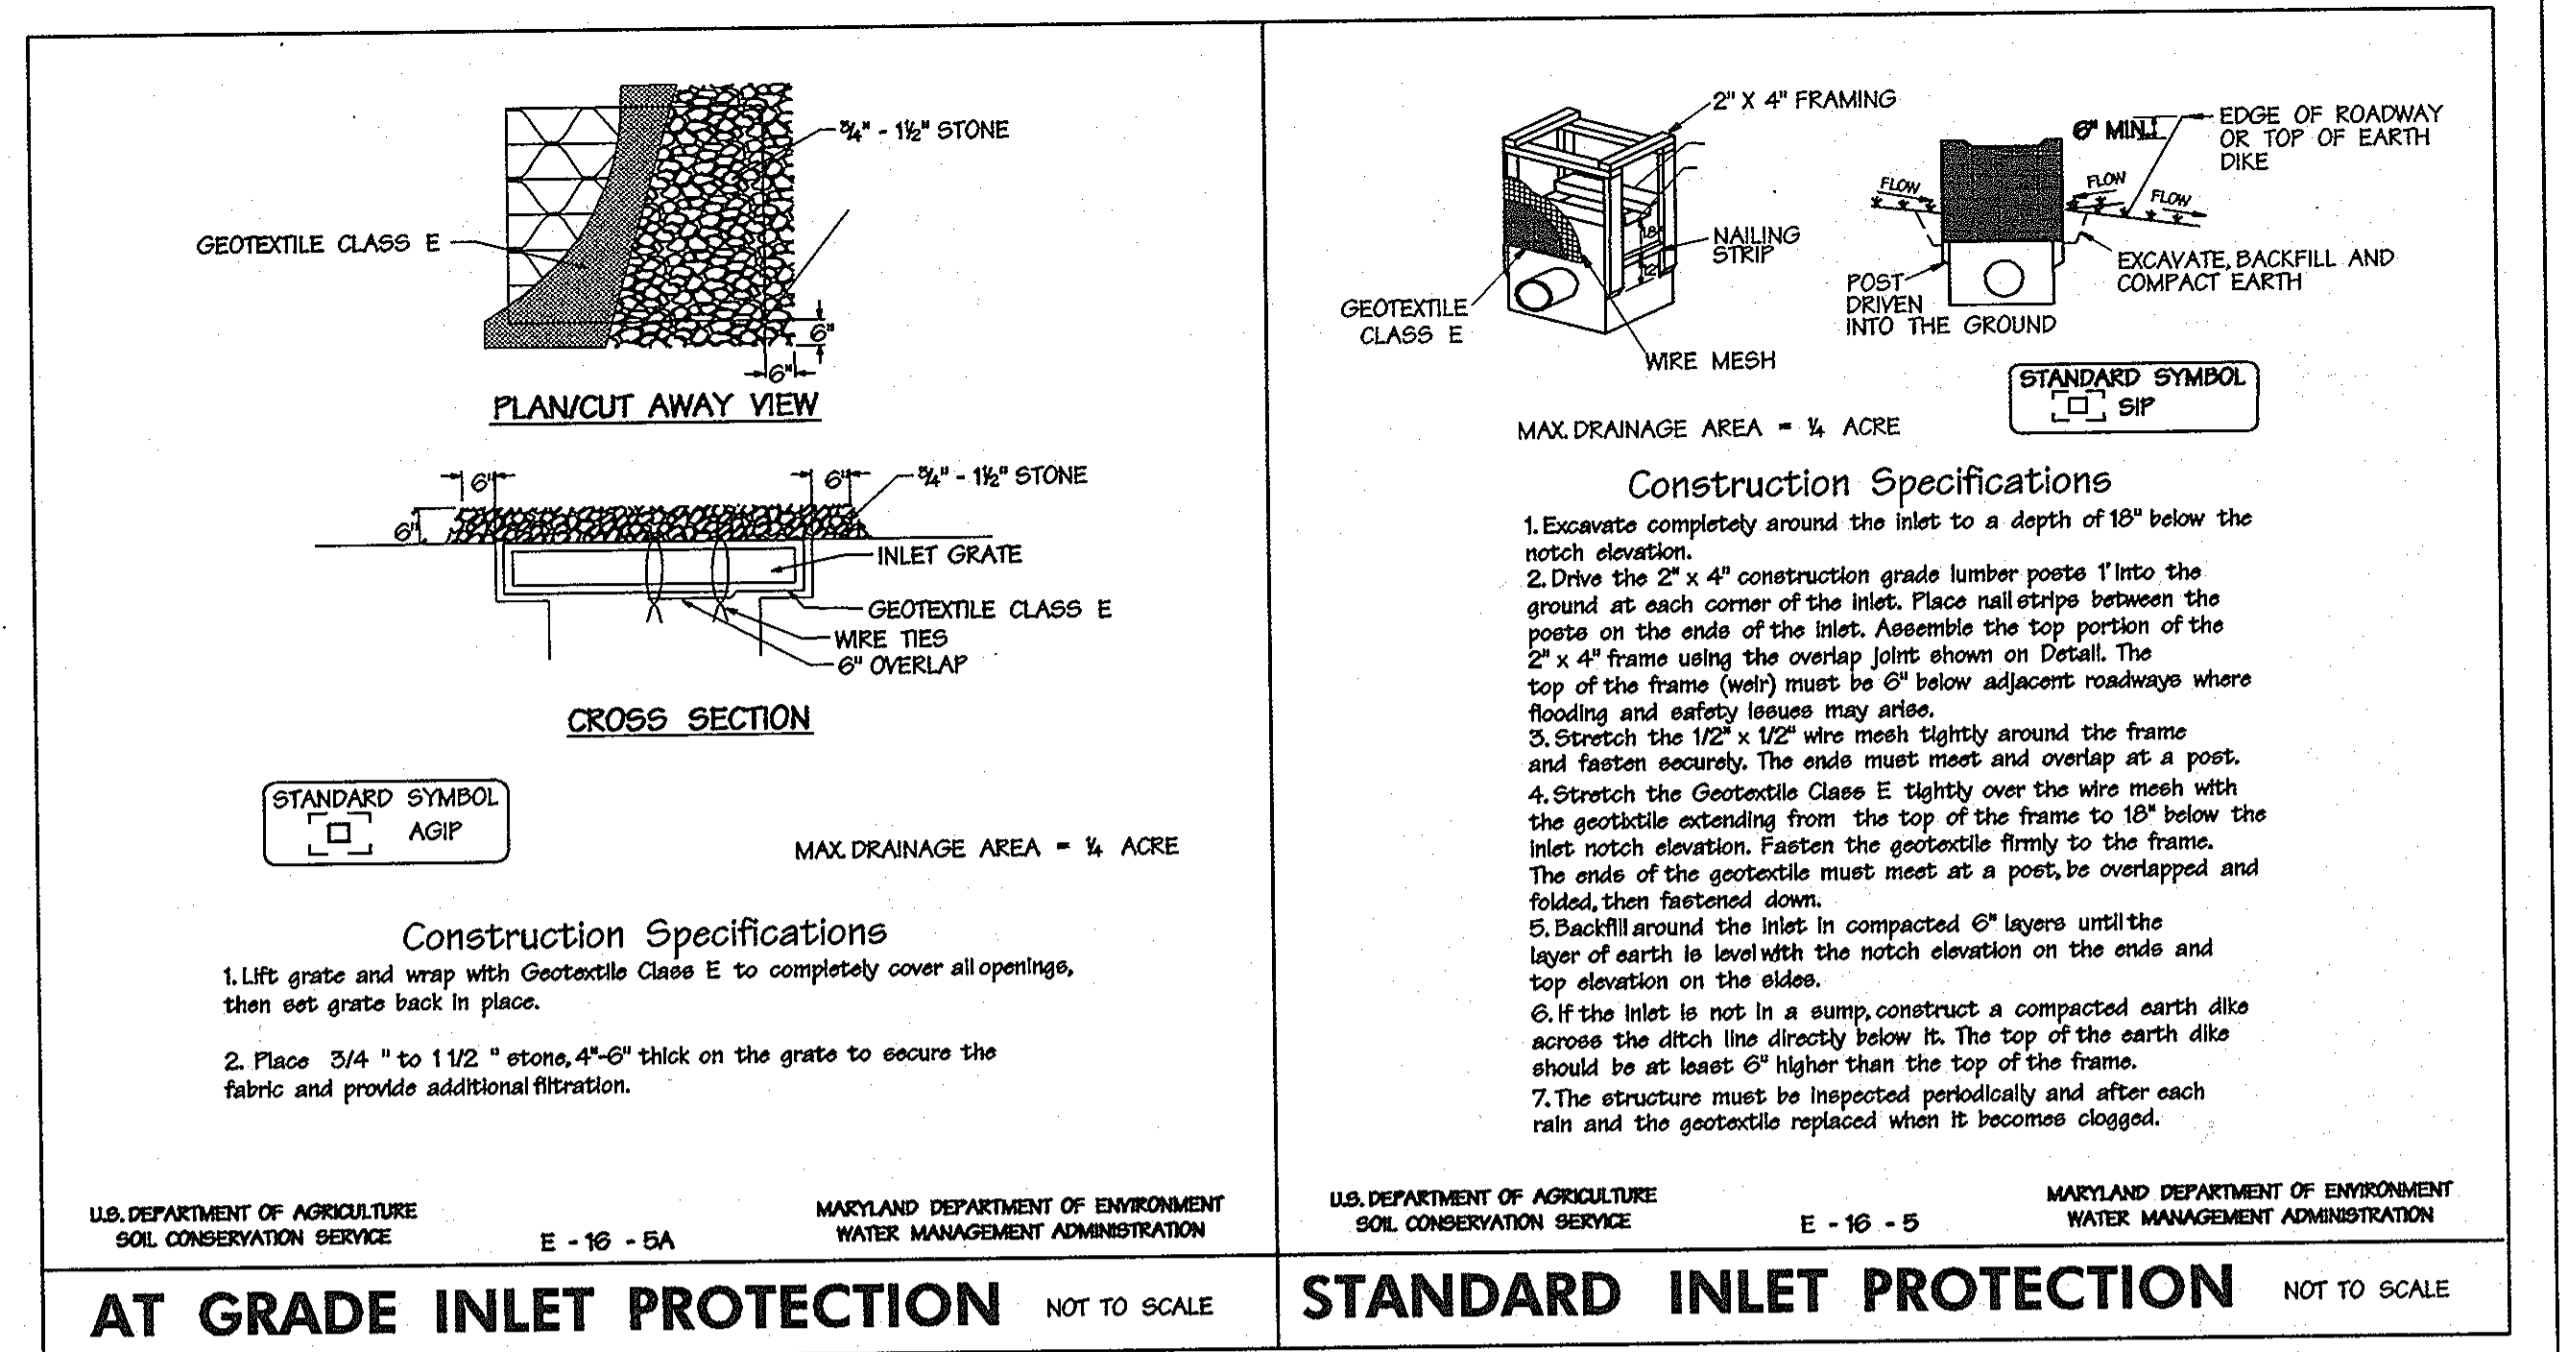 ¾" - 1½" STONE
GEOTEXTILE CLASS E
6"
6"
PLAN/CUT AWAY VIEW
6"
6"
¾" - 1½" STONE
6"
INLET GRATE
GEOTEXTILE CLASS E
WIRE TIES
6" OVERLAP
CROSS SECTION
STANDARD SYMBOL
AGIP
MAX. DRAINAGE AREA = ¼ ACRE
Construction Specifications
1. Lift grate and wrap with Geotextile Class E to completely cover all openings,
then set grate back in place.
2. Place 3/4 " to 1 1/2 " stone, 4"-6" thick on the grate to secure the
fabric and provide additional filtration.
U.S. DEPARTMENT OF AGRICULTURE
SOIL CONSERVATION SERVICE
E - 16 - 5A
MARYLAND DEPARTMENT OF ENVIRONMENT
WATER MANAGEMENT ADMINISTRATION
AT GRADE INLET PROTECTION
NOT TO SCALE
2" X 4" FRAMING
18"
12"
NAILING
STRIP
GEOTEXTILE
CLASS E
WIRE MESH
6" MIN.
EDGE OF ROADWAY
OR TOP OF EARTH
DIKE
FLOW
FLOW
FLOW
POST
DRIVEN
INTO THE GROUND
EXCAVATE, BACKFILL AND
COMPACT EARTH
STANDARD SYMBOL
SIP
MAX. DRAINAGE AREA = ¼ ACRE
Construction Specifications
1. Excavate completely around the inlet to a depth of 18" below the
notch elevation.
2. Drive the 2" x 4" construction grade lumber posts 1' into the
ground at each corner of the inlet. Place nail strips between the
posts on the ends of the inlet. Assemble the top portion of the
2" x 4" frame using the overlap joint shown on Detail. The
top of the frame (weir) must be 6" below adjacent roadways where
flooding and safety issues may arise.
3. Stretch the 1/2" x 1/2" wire mesh tightly around the frame
and fasten securely. The ends must meet and overlap at a post.
4. Stretch the Geotextile Class E tightly over the wire mesh with
the geotixtile extending from the top of the frame to 18" below the
inlet notch elevation. Fasten the geotextile firmly to the frame.
The ends of the geotextile must meet at a post, be overlapped and
folded, then fastened down.
5. Backfill around the inlet in compacted 6" layers until the
layer of earth is level with the notch elevation on the ends and
top elevation on the sides.
6. If the inlet is not in a sump, construct a compacted earth dike
across the ditch line directly below it. The top of the earth dike
should be at least 6" higher than the top of the frame.
7. The structure must be inspected periodically and after each
rain and the geotextile replaced when it becomes clogged.
U.S. DEPARTMENT OF AGRICULTURE
SOIL CONSERVATION SERVICE
E - 16 - 5
MARYLAND DEPARTMENT OF ENVIRONMENT
WATER MANAGEMENT ADMINISTRATION
STANDARD INLET PROTECTION
NOT TO SCALE